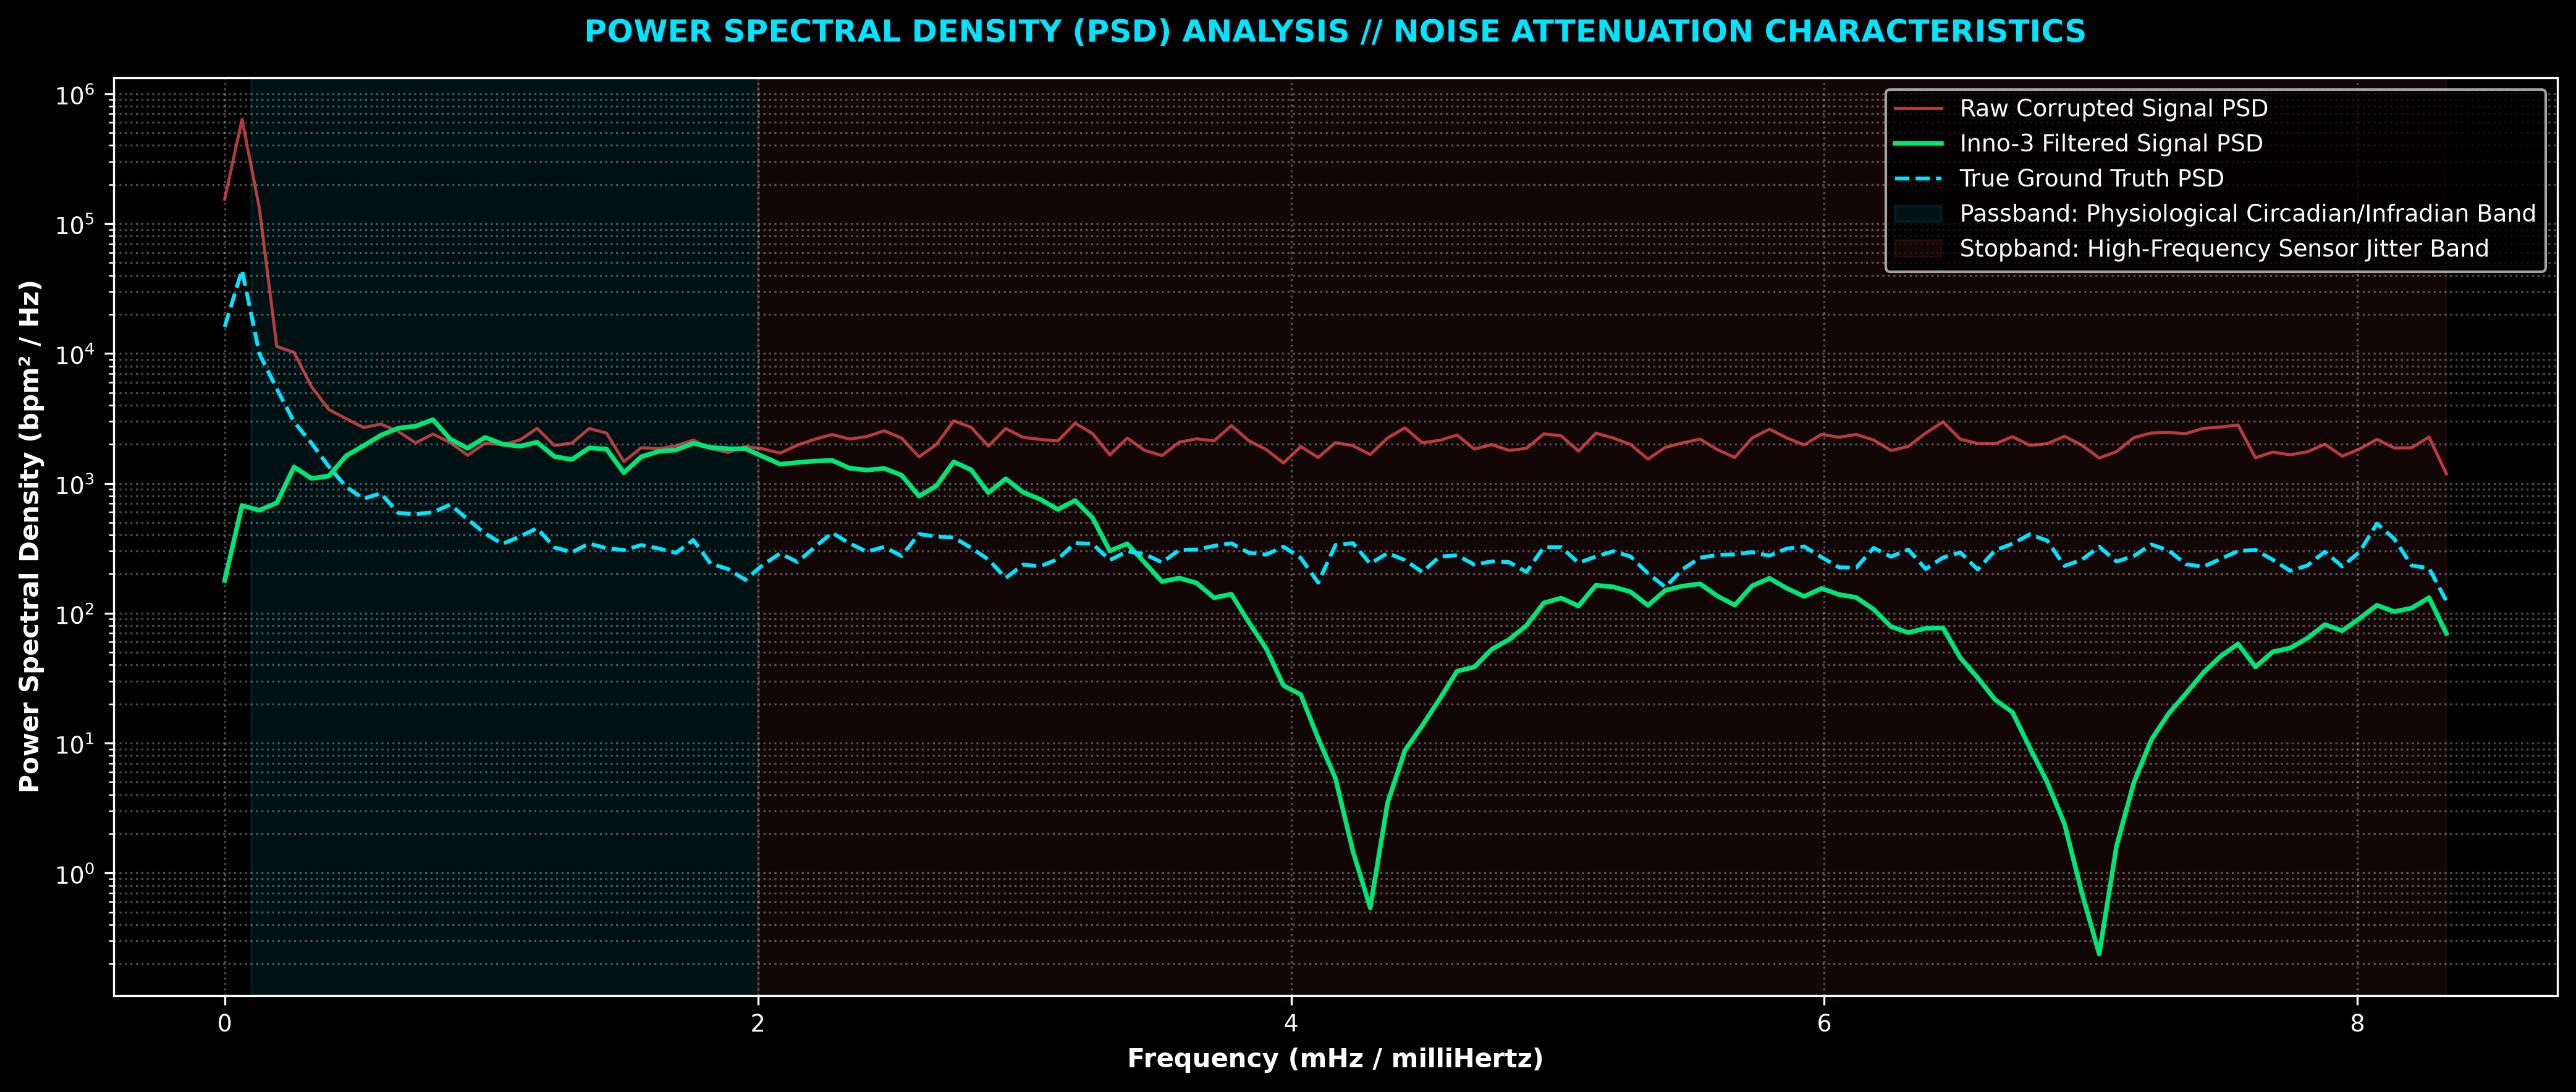 POWER SPECTRAL DENSITY (PSD) ANALYSIS // NOISE ATTENUATION CHARACTERISTICS
Raw Corrupted Signal PSD
Inno-3 Filtered Signal PSD
True Ground Truth PSD
Passband: Physiological Circadian/Infradian Band
Stopband: High-Frequency Sensor Jitter Band
Power Spectral Density (bpm² / Hz)
10⁶
10⁵
10⁴
10³
10²
10¹
10⁰
0 2 4 6 8
Frequency (mHz / milliHertz)